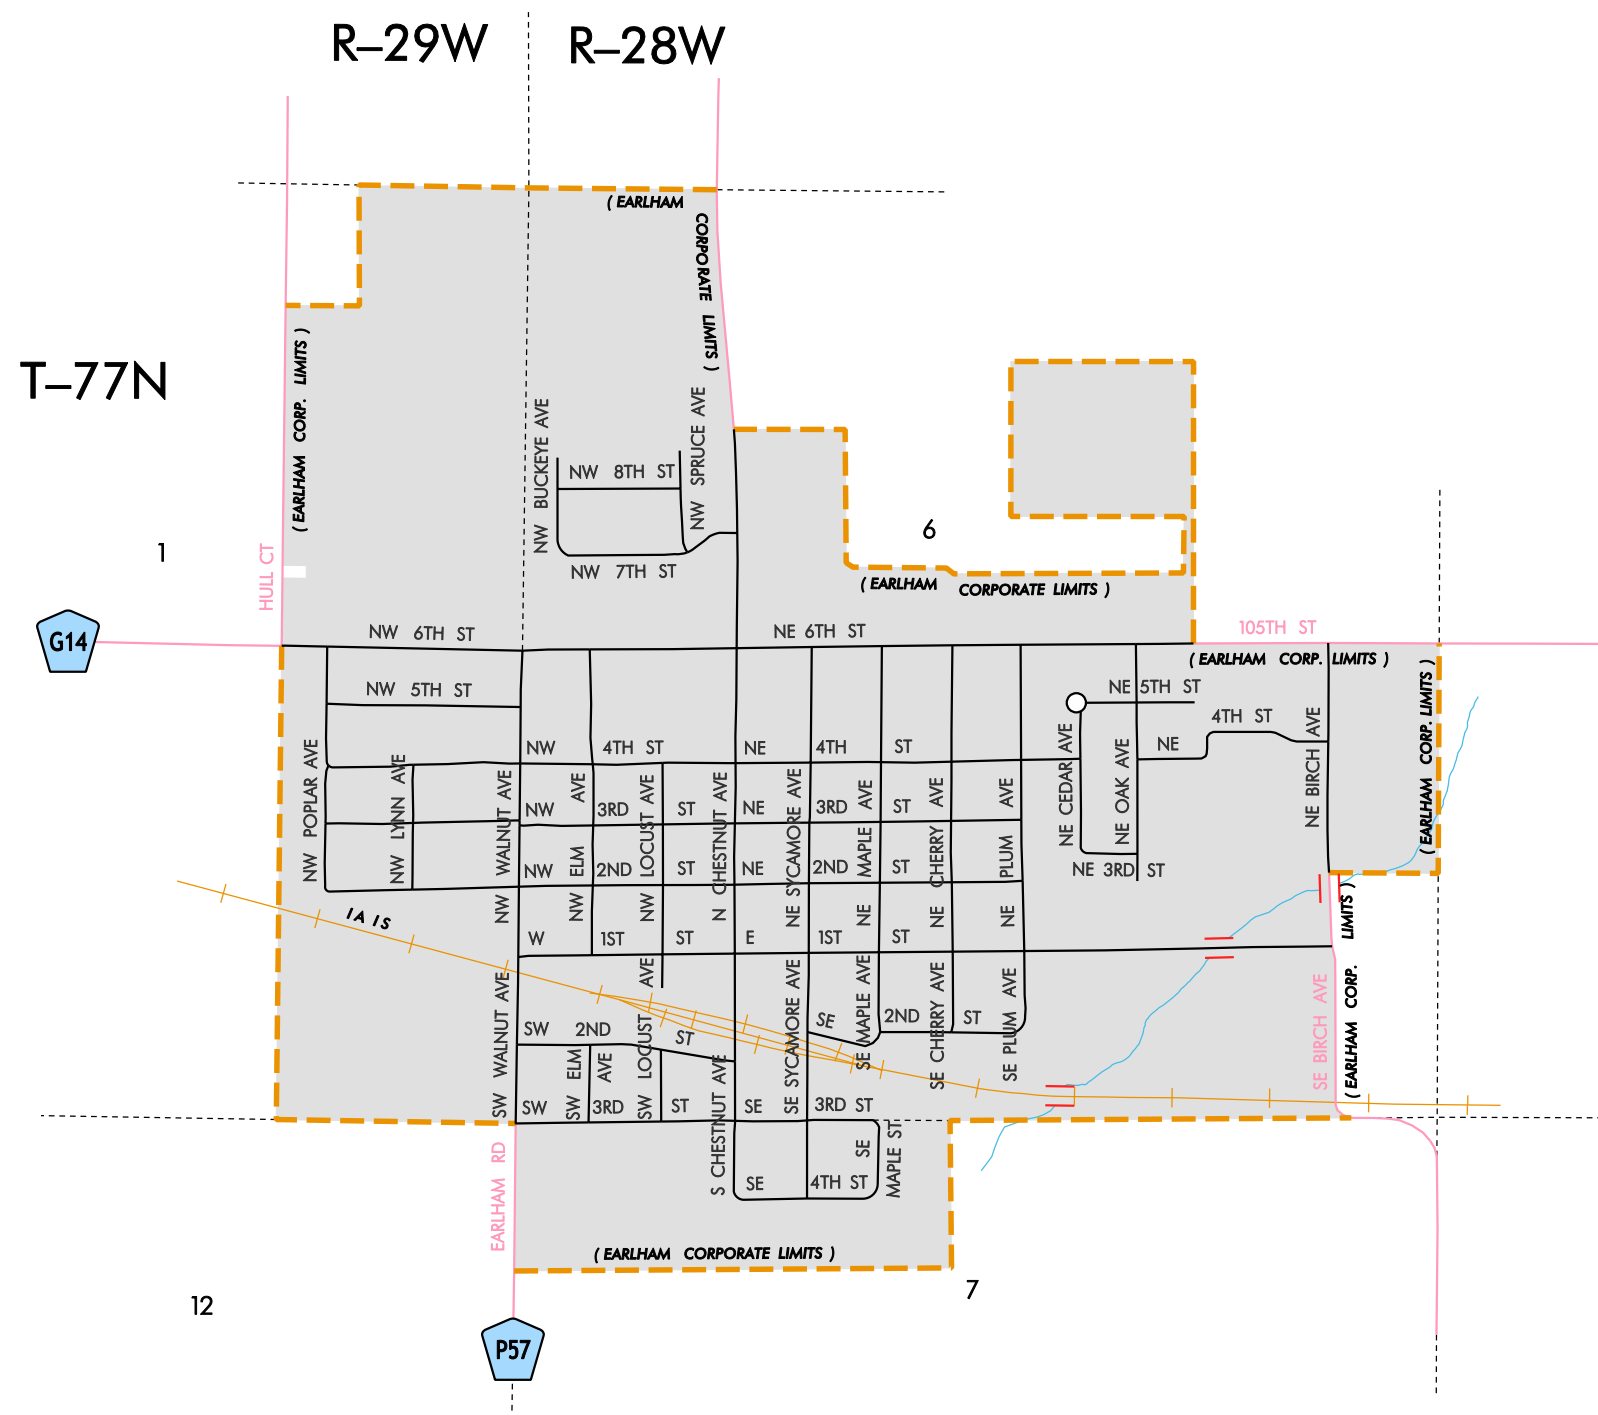 R–29W
R–28W
( EARLHAM
CORPORATE LIMITS )
T–77N
( EARLHAM CORP. LIMITS )
NW BUCKEYE AVE
NW SPRUCE AVE
NW 8TH ST
NW 7TH ST
6
( EARLHAM CORPORATE LIMITS )
1
HULL CT
G14
NW 6TH ST
NE 6TH ST
105TH ST
( EARLHAM CORP. LIMITS )
( EARLHAM CORP. LIMITS )
NW 5TH ST
NE 5TH ST
4TH ST
NE
NW 4TH ST
NE 4TH ST
NW POPLAR AVE
NW LYNN AVE
NW WALNUT AVE
NW ELM AVE
NW LOCUST AVE
N CHESTNUT AVE
NE SYCAMORE AVE
NE MAPLE AVE
NE CHERRY AVE
NE PLUM AVE
NE CEDAR AVE
NE OAK AVE
NE BIRCH AVE
NW 3RD ST
NE 3RD ST
NW 2ND ST
NE 2ND ST
NE 3RD ST
IA IS
W 1ST ST
E 1ST ST
SW WALNUT AVE
SW ELM AVE
SW LOCUST AVE
S CHESTNUT AVE
SE SYCAMORE AVE
SE MAPLE AVE
SE CHERRY AVE
SE PLUM AVE
SE BIRCH AVE
( EARLHAM CORP. LIMITS )
SW 2ND ST
SE 2ND ST
SW 3RD ST
SE 3RD ST
SE MAPLE ST
SE 4TH ST
EARLHAM RD
( EARLHAM CORPORATE LIMITS )
12
7
P57